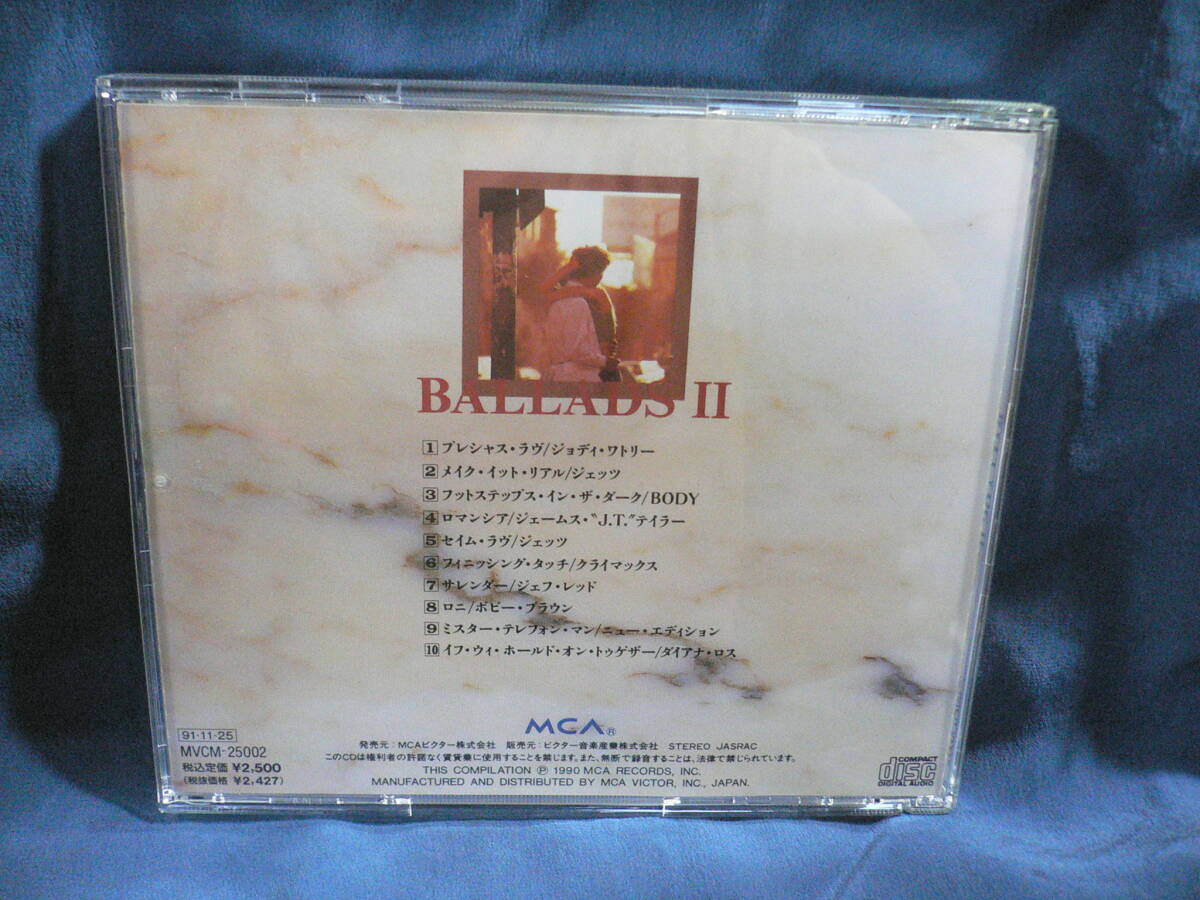 BALLADS II
1 プレシャス・ラヴ/ジョディ・ワトリー
2 メイク・イット・リアル/ジェッツ
3 フットステップス・イン・ザ・ダーク/BODY
4 ロマンシア/ジェームス・“J.T.”テイラー
5 セイム・ラヴ/ジェッツ
6 フィニッシング・タッチ/クライマックス
7 サレンダー/ジェフ・レッド
8 ロニ/ボビー・ブラウン
9 ミスター・テレフォン・マン/ニュー・エディション
10 イフ・ウィ・ホールド・オン・トゥゲザー/ダイアナ・ロス
MCA®
91·11·25
MVCM-25002
税込定価 ¥2,500
(税抜価格 ¥2,427)
発売元：MCAビクター株式会社 販売元：ビクター音楽産業株式会社 STEREO JASRAC
このCDは権利者の許諾なく賃貸業に使用することを禁じます。また、無断で録音することは、法律で禁じられています。
THIS COMPILATION ℗ 1990 MCA RECORDS, INC.
MANUFACTURED AND DISTRIBUTED BY MCA VICTOR, INC., JAPAN.
COMPACT
disc
DIGITAL AUDIO